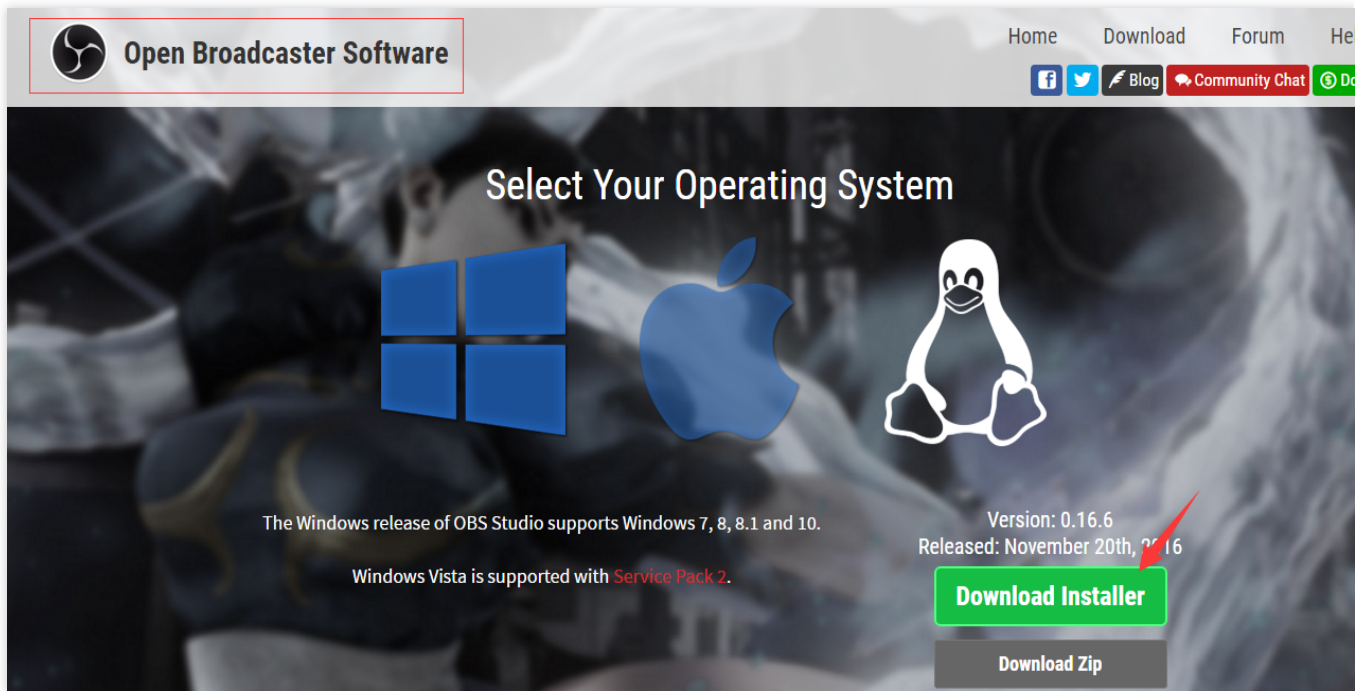 Open Broadcaster Software
Home Download Forum
Blog Community Chat
Select Your Operating System
The Windows release of OBS Studio supports Windows 7, 8, 8.1 and 10.
Windows Vista is supported with Service Pack 2.
Version: 0.16.6
Released: November 20th, 2016
Download Installer
Download Zip